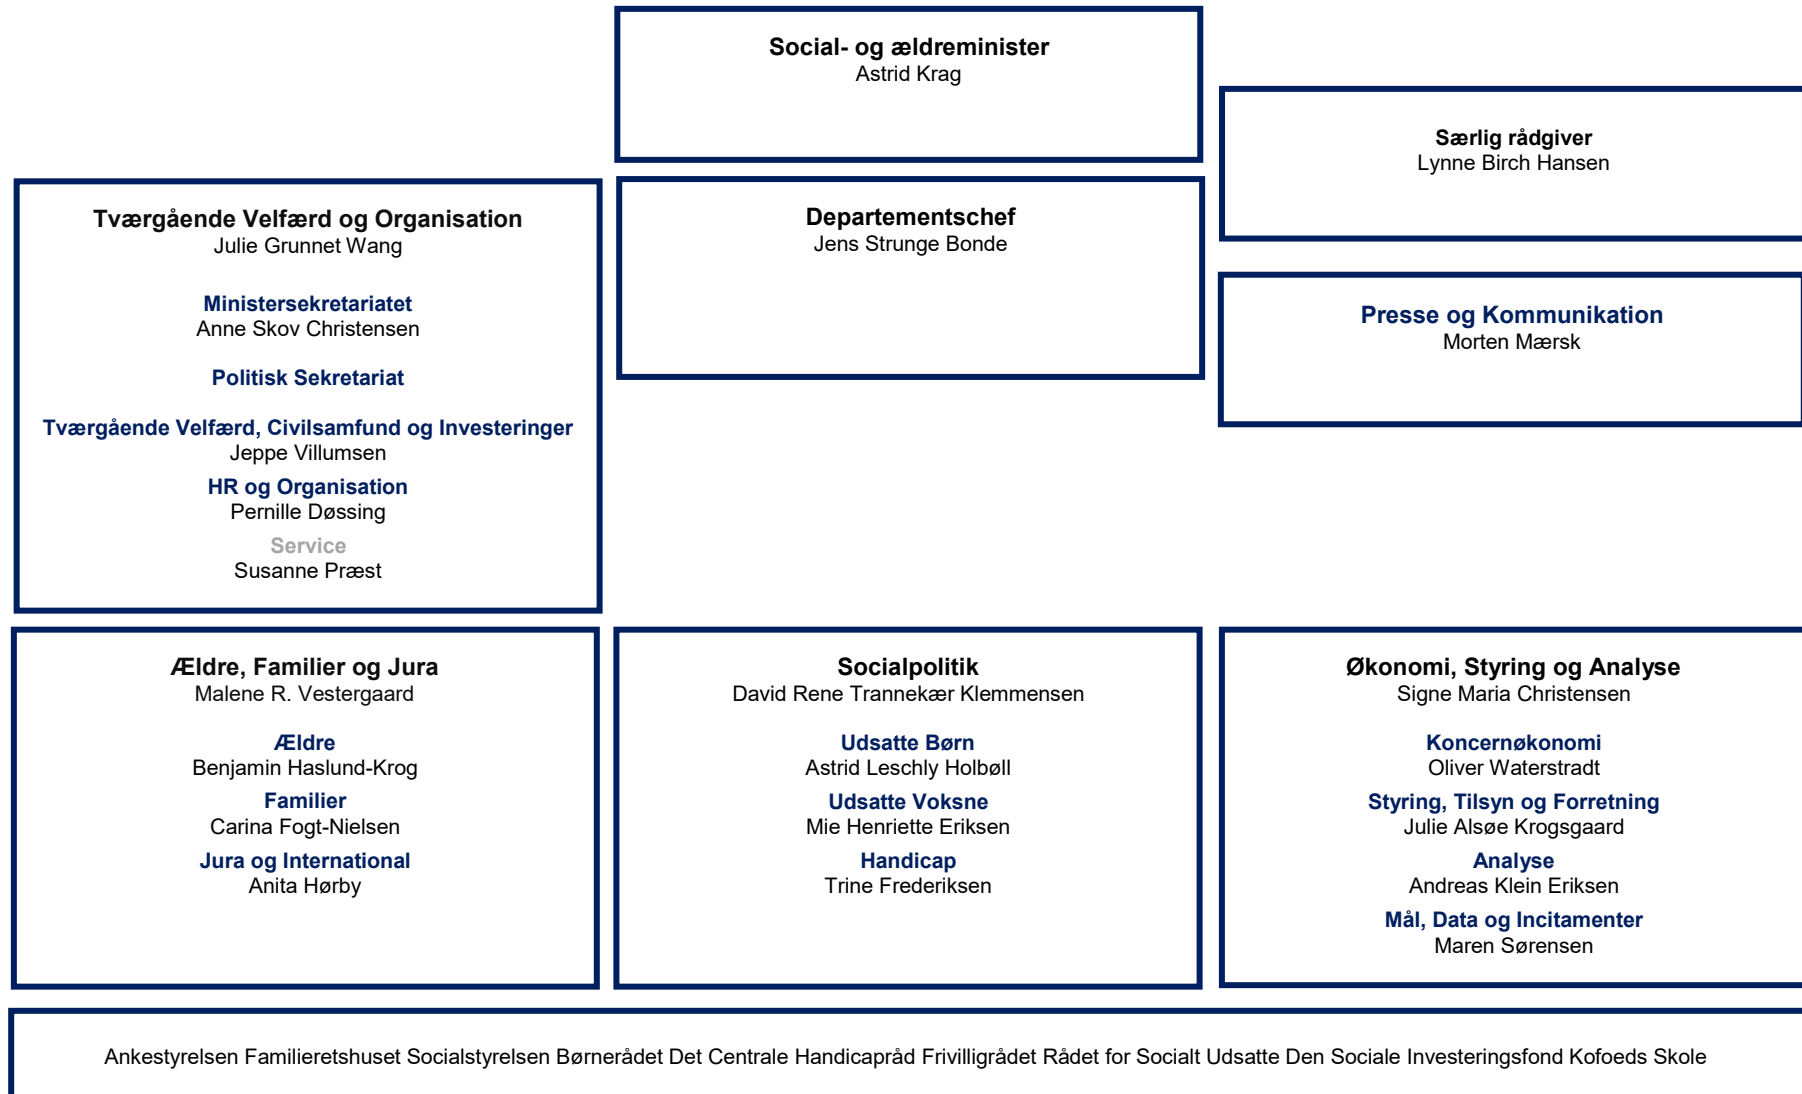 Social- og ældreminister
Astrid Krag
Særlig rådgiver
Lynne Birch Hansen
Tværgående Velfærd og Organisation
Julie Grunnet Wang
Ministersekretariatet
Anne Skov Christensen
Politisk Sekretariat
Tværgående Velfærd, Civilsamfund og Investeringer
Jeppe Villumsen
HR og Organisation
Pernille Døssing
Service
Susanne Præst
Departementschef
Jens Strunge Bonde
Presse og Kommunikation
Morten Mærsk
Ældre, Familier og Jura
Malene R. Vestergaard
Ældre
Benjamin Haslund-Krog
Familier
Carina Fogt-Nielsen
Jura og International
Anita Hørby
Socialpolitik
David Rene Trannekær Klemmensen
Udsatte Børn
Astrid Leschly Holbøll
Udsatte Voksne
Mie Henriette Eriksen
Handicap
Trine Frederiksen
Økonomi, Styring og Analyse
Signe Maria Christensen
Koncernøkonomi
Oliver Waterstradt
Styring, Tilsyn og Forretning
Julie Alsøe Krogsgaard
Analyse
Andreas Klein Eriksen
Mål, Data og Incitamenter
Maren Sørensen
Ankestyrelsen Familieretshuset Socialstyrelsen Børnerådet Det Centrale Handicapråd Frivilligrådet Rådet for Socialt Udsatte Den Sociale Investeringsfond Kofoeds Skole